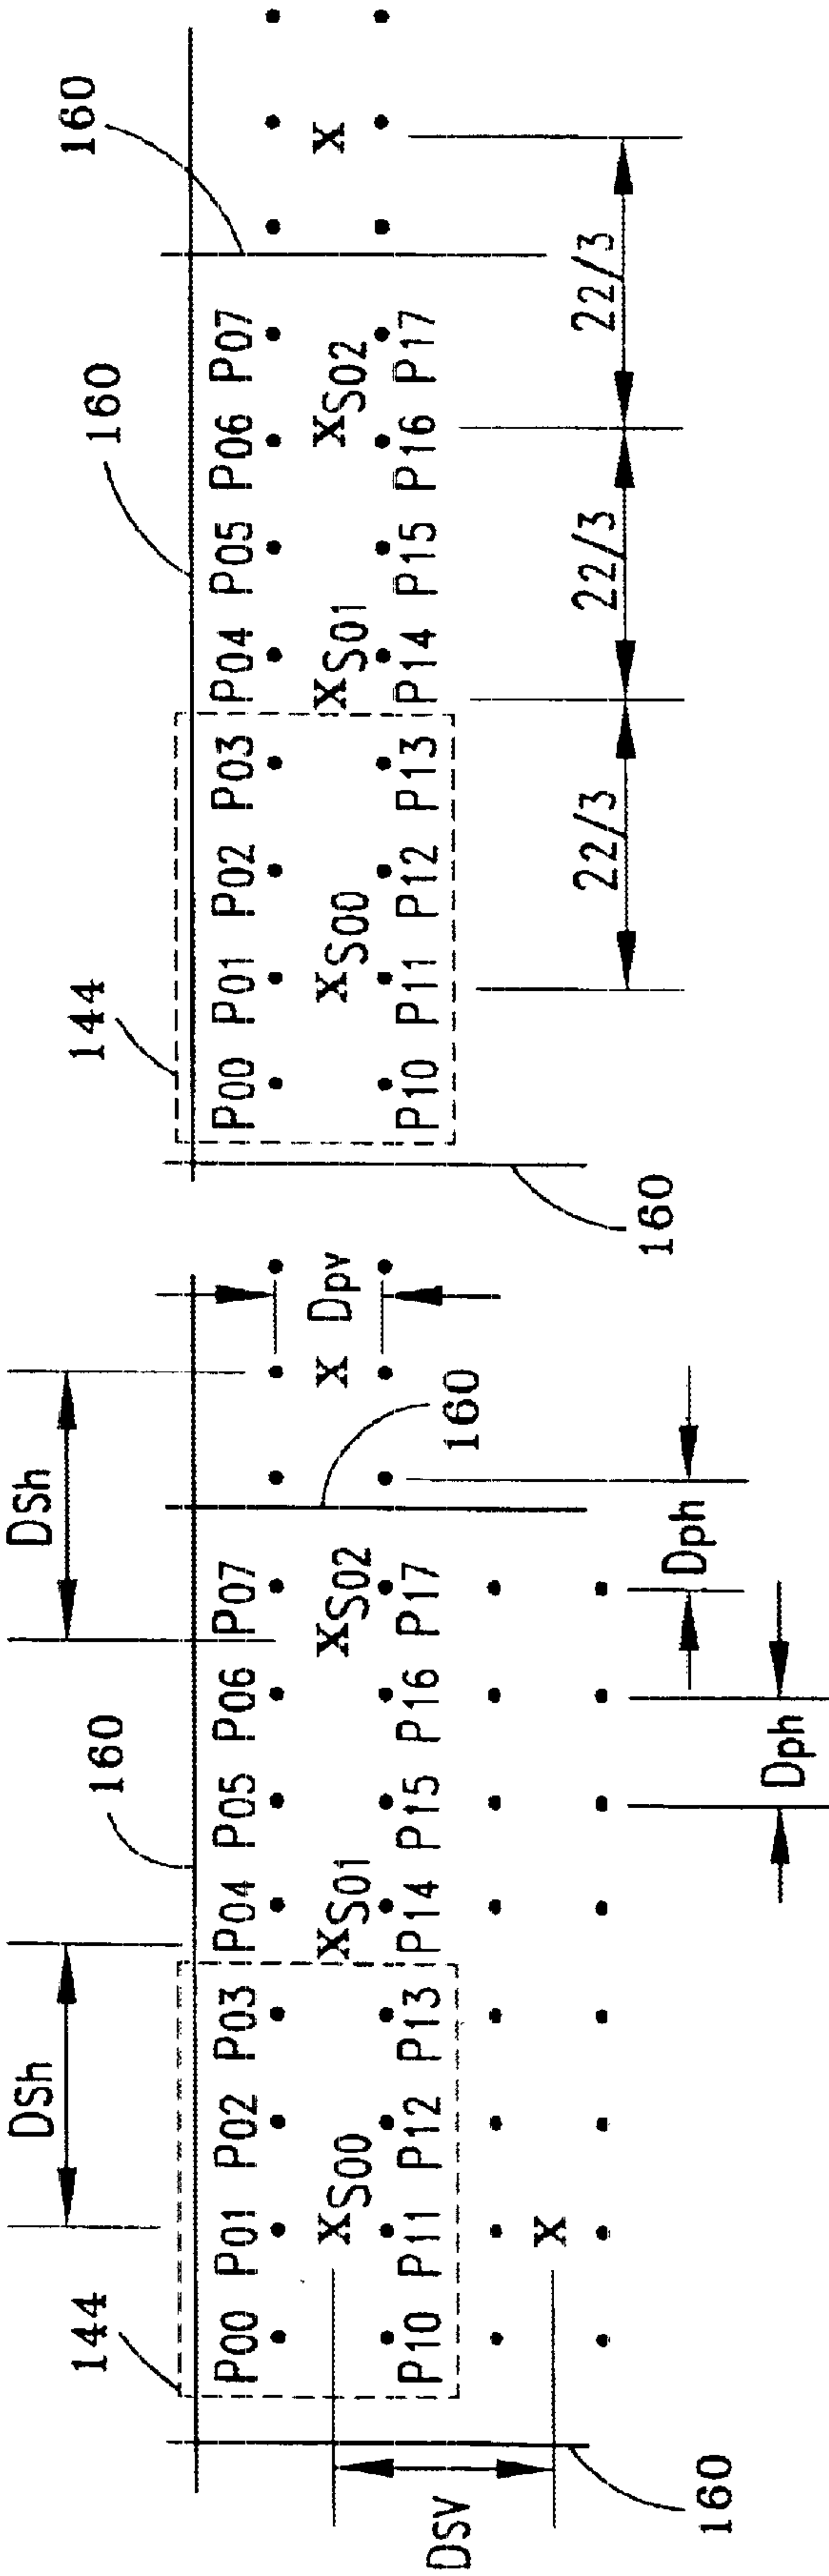 DSh DSh
144 160
P00 P01 P02 P03 P04 P05 P06 P07
XS00 XS01 XS02 X Dpv
P10 P11 P12 P13 P14 P15 P16 P17
160
DSV
X
Dph
160
Dph
144 160 160
P00 P01 P02 P03 P04 P05 P06 P07
XS00 XS01 XS02 X
P10 P11 P12 P13 P14 P15 P16 P17
22/3 22/3 22/3
160